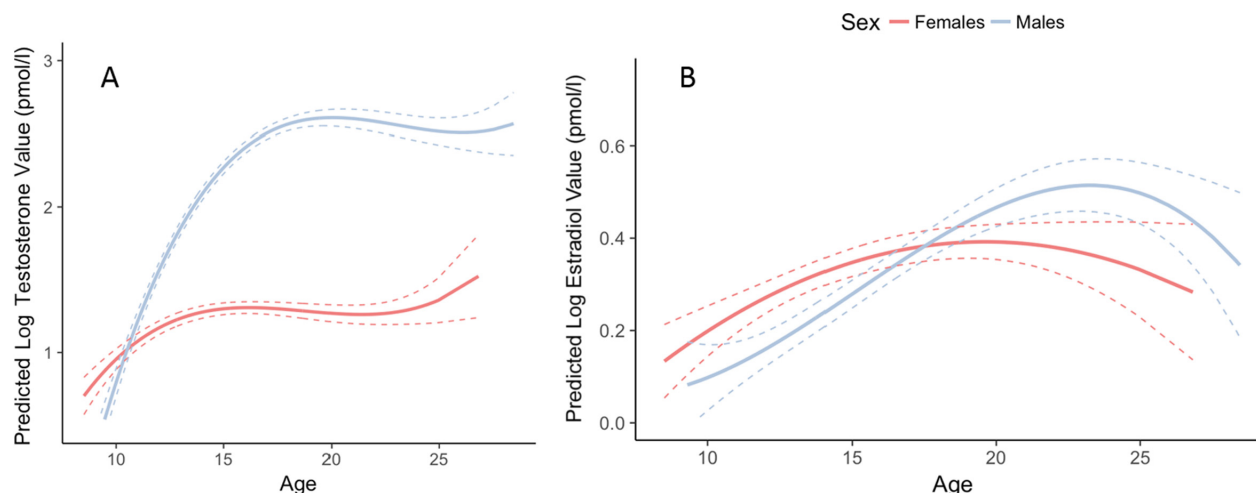 Sex Females Males
A
Predicted Log Testosterone Value (pmol/l)
3
2
1
10 15 20 25
Age
B
Predicted Log Estradiol Value (pmol/l)
0.6
0.4
0.2
0.0
10 15 20 25
Age